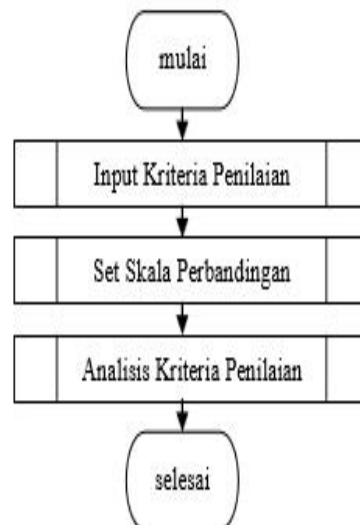 mulai
Input Kriteria Penilaian
Set Skala Perbandingan
Analisis Kriteria Penilaian
selesai